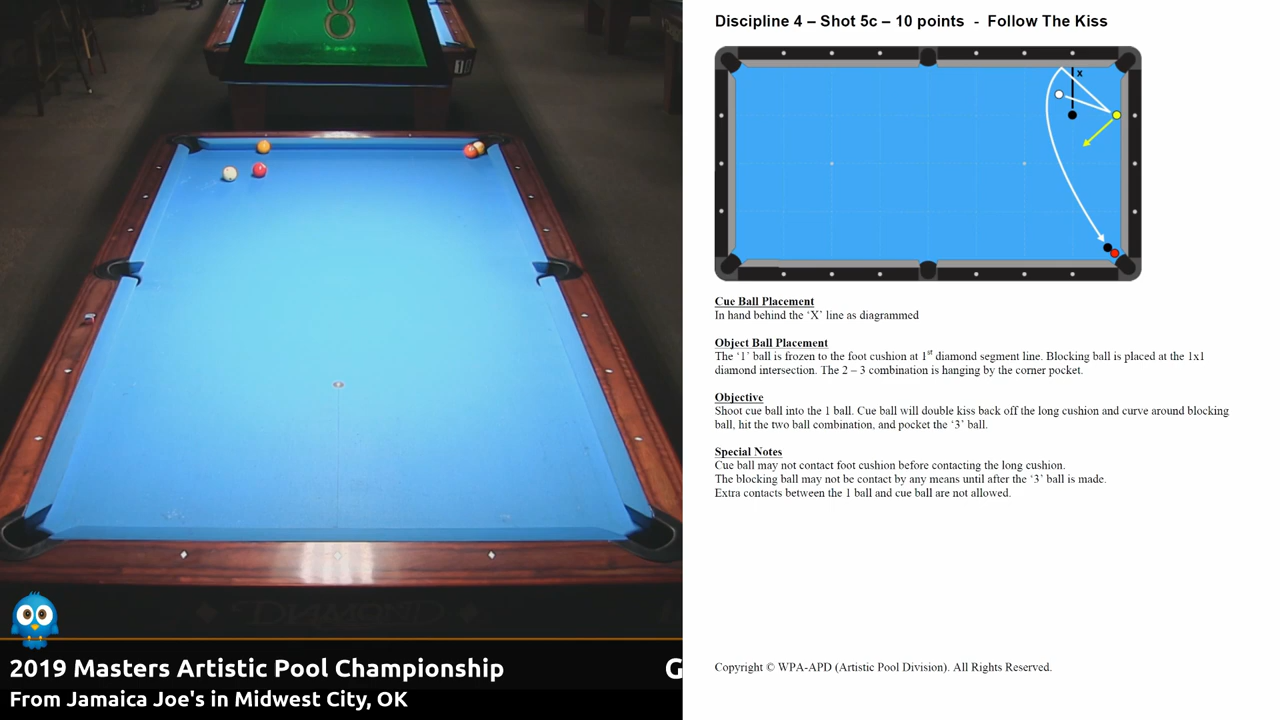 8
10
DIAMOND
2019 Masters Artistic Pool Championship
G
From Jamaica Joe's in Midwest City, OK
Discipline 4 – Shot 5c – 10 points - Follow The Kiss
x
Cue Ball Placement
In hand behind the ‘X’ line as diagrammed
Object Ball Placement
The ‘1’ ball is frozen to the foot cushion at 1st diamond segment line. Blocking ball is placed at the 1x1
diamond intersection. The 2 – 3 combination is hanging by the corner pocket.
Objective
Shoot cue ball into the 1 ball. Cue ball will double kiss back off the long cushion and curve around blocking
ball, hit the two ball combination, and pocket the ‘3’ ball.
Special Notes
Cue ball may not contact foot cushion before contacting the long cushion.
The blocking ball may not be contact by any means until after the ‘3’ ball is made.
Extra contacts between the 1 ball and cue ball are not allowed.
Copyright © WPA-APD (Artistic Pool Division). All Rights Reserved.